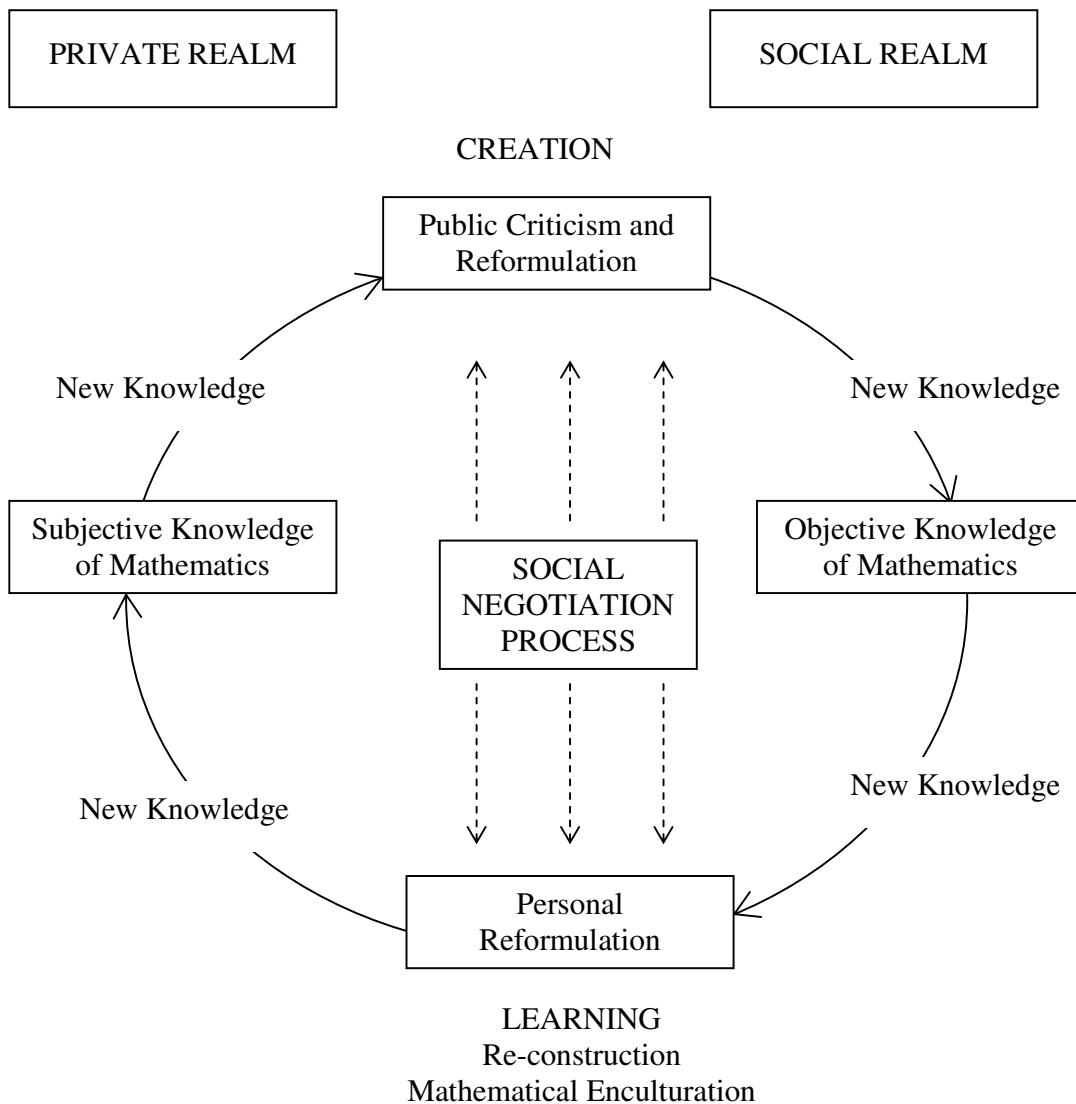 PRIVATE REALM
SOCIAL REALM
CREATION
Public Criticism and
Reformulation
New Knowledge
New Knowledge
Subjective Knowledge
of Mathematics
SOCIAL
NEGOTIATION
PROCESS
Objective Knowledge
of Mathematics
New Knowledge
New Knowledge
Personal
Reformulation
LEARNING
Re-construction
Mathematical Enculturation